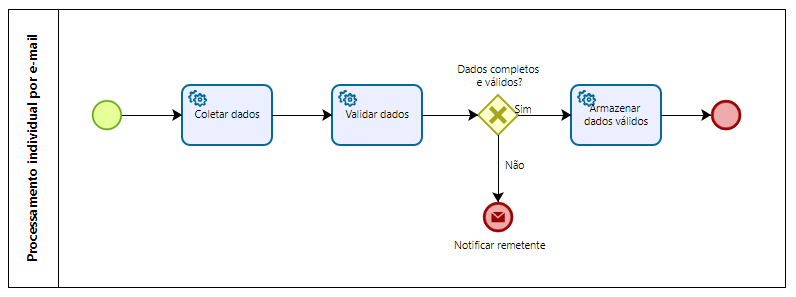 Processamento individual por e-mail
Coletar dados
Validar dados
Dados completos
e válidos?
Sim
Armazenar
dados válidos
Não
Notificar remetente